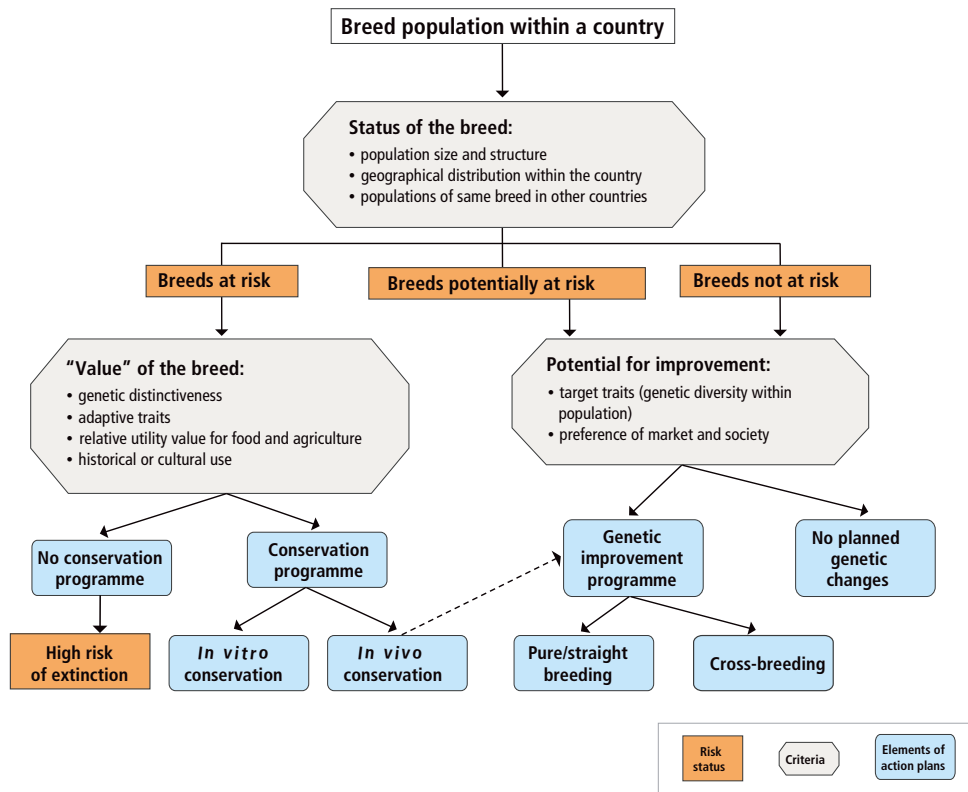 Breed population within a country
Status of the breed:
• population size and structure
• geographical distribution within the country
• populations of same breed in other countries
Breeds at risk
Breeds potentially at risk
Breeds not at risk
“Value” of the breed:
• genetic distinctiveness
• adaptive traits
• relative utility value for food and agriculture
• historical or cultural use
Potential for improvement:
• target traits (genetic diversity within
population)
• preference of market and society
No conservation
programme
Conservation
programme
Genetic
improvement
programme
No planned
genetic
changes
High risk
of extinction
In vitro
conservation
In vivo
conservation
Pure/straight
breeding
Cross-breeding
Risk
status
Criteria
Elements of
action plans